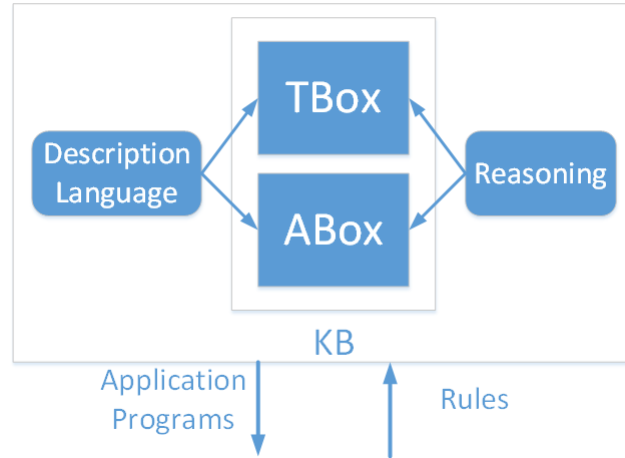 TBox
Description
Language
Reasoning
ABox
KB
Application
Programs
Rules